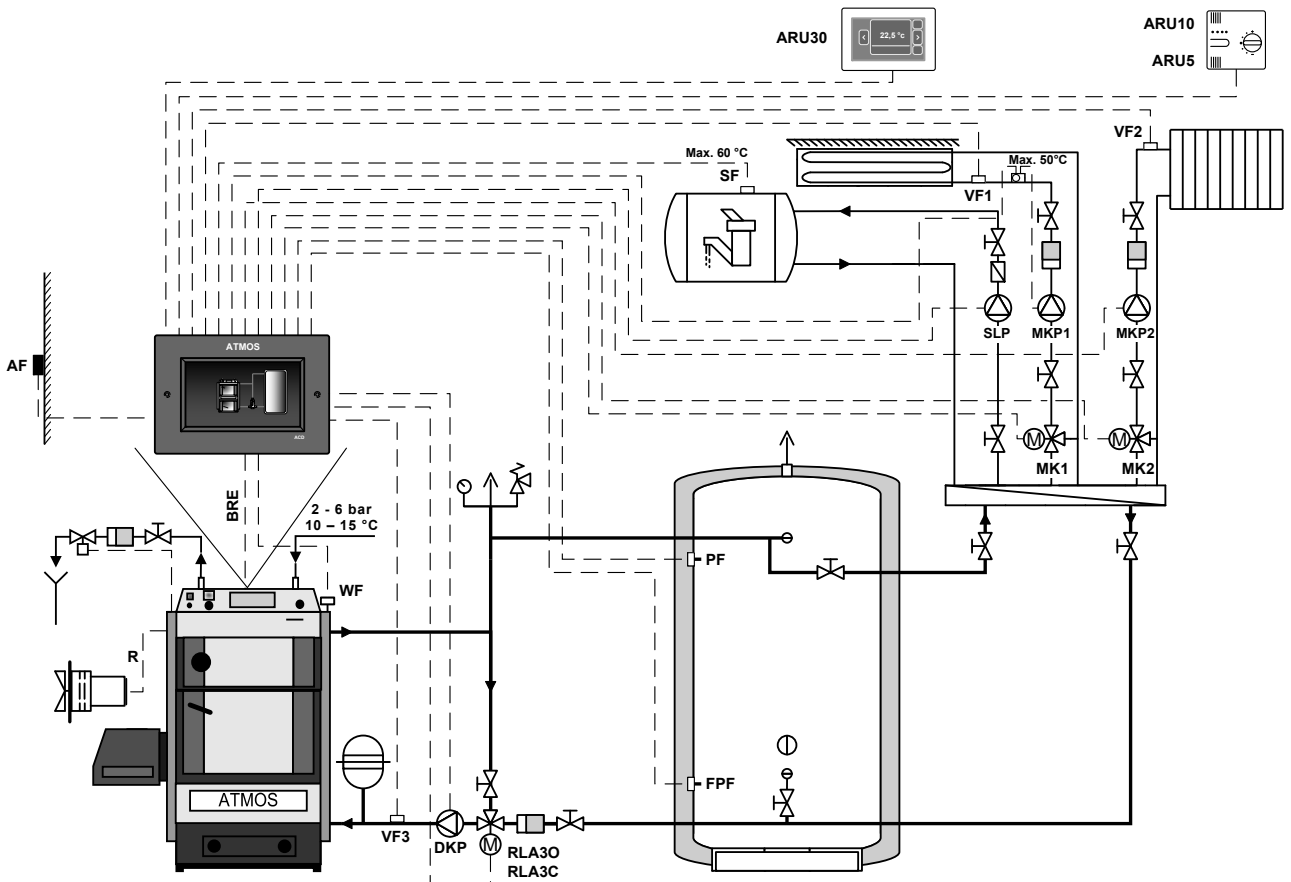 ARU30
22,5 °c
ARU10
ARU5
VF2
Max. 60 °C
SF
Max. 50°C
VF1
SLP
MKP1
MKP2
AF
ATMOS
ACD
M
MK1
M
MK2
BRE
2 - 6 bar
10 – 15 °C
WF
PF
R
FPF
ATMOS
VF3
DKP
M
RLA3O
RLA3C